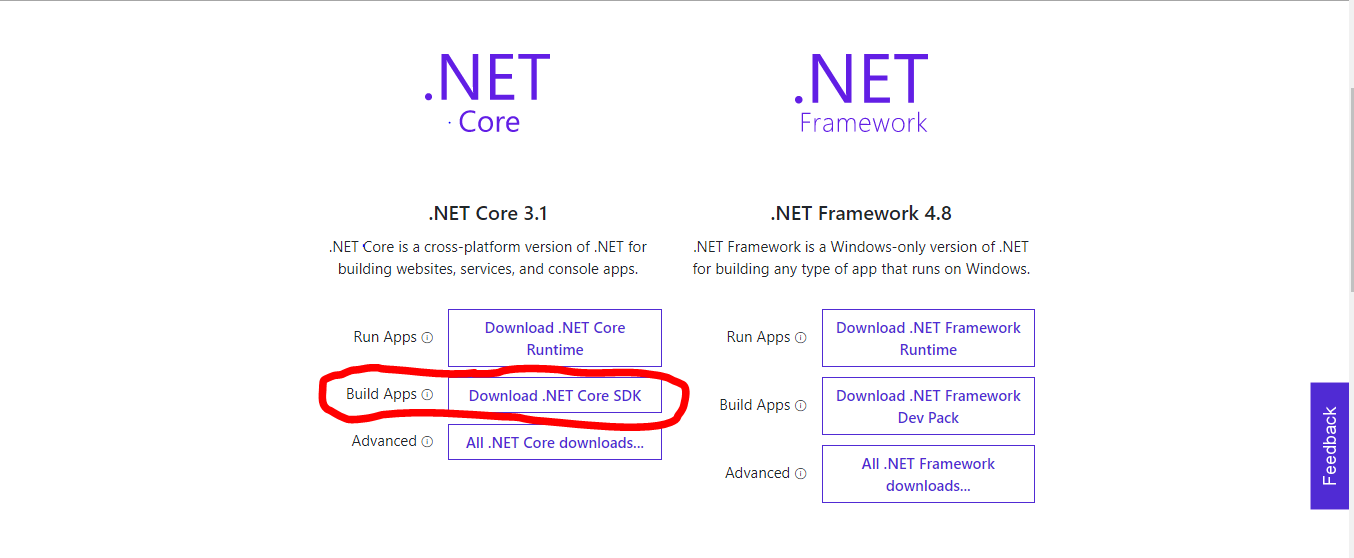 .NET
Core
.NET Core 3.1
.NET Core is a cross-platform version of .NET for
building websites, services, and console apps.
Run Apps
Download .NET Core
Runtime
Build Apps
Download .NET Core SDK
Advanced
All .NET Core downloads...
.NET
Framework
.NET Framework 4.8
.NET Framework is a Windows-only version of .NET
for building any type of app that runs on Windows.
Run Apps
Download .NET Framework
Runtime
Build Apps
Download .NET Framework
Dev Pack
Advanced
All .NET Framework
downloads...
Feedback